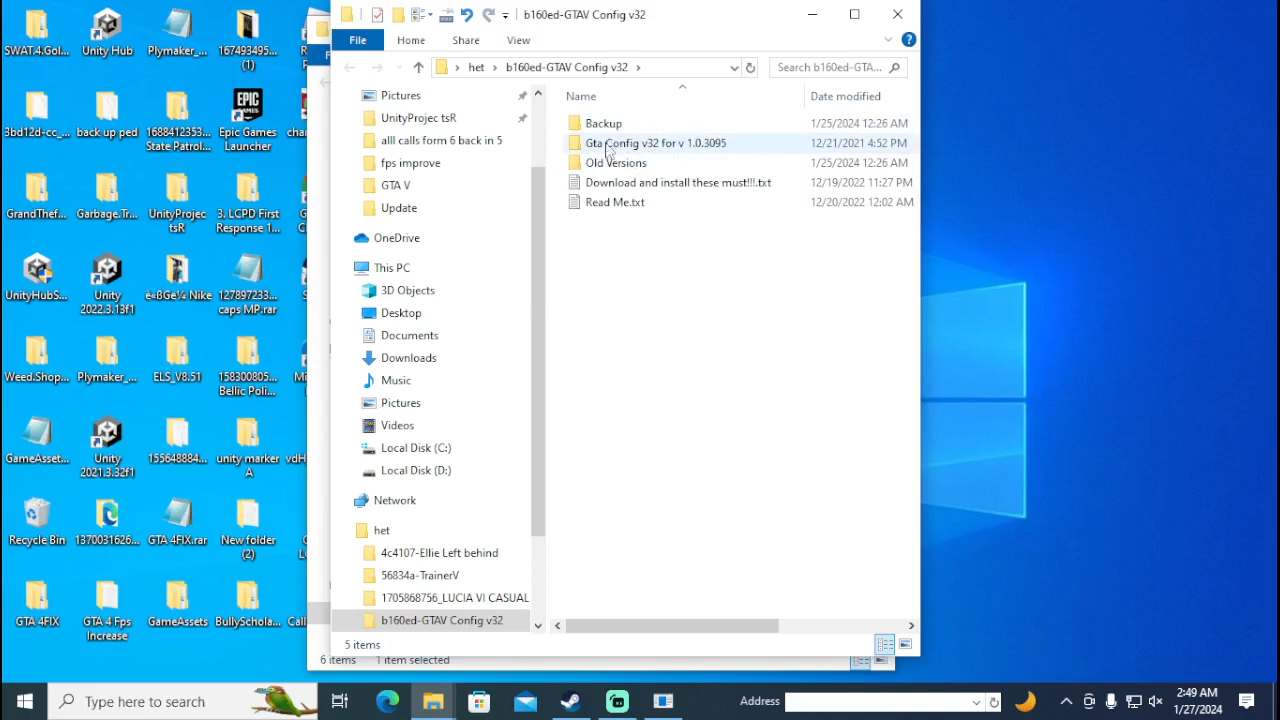 b160ed-GTAV Config v32
File
Home
Share
View
het
b160ed-GTAV Config v32
Search b160ed-GTA...
Name
Date modified
Backup
1/25/2024 12:26 AM
Gta Config v32 for v 1.0.3095
12/21/2021 4:52 PM
Old Versions
1/25/2024 12:26 AM
Download and install these must!!!.txt
12/19/2022 11:27 PM
Read Me.txt
12/20/2022 12:02 AM
Pictures
UnityProjec tsR
alll calls form 6 back in 5
fps improve
GTA V
Update
OneDrive
This PC
3D Objects
Desktop
Documents
Downloads
Music
Pictures
Videos
Local Disk (C:)
Local Disk (D:)
Network
het
4c4107-Ellie Left behind
56834a-TrainerV
1705868756_LUCIA VI CASUAL
b160ed-GTAV Config v32
5 items
6 items
1 item selected
SWAT.4.Gol...
Unity Hub
Plymaker_...
167493495...
(1)
3bd12d-cc_...
back up ped
1688412353...
State Patrol...
Epic Games
Launcher
GrandThef...
Garbage.Tr...
UnityProjec
tsR
3. LCPD First
Response 1...
UnityHubS...
Unity
2022.3.13f1
è«ßGe¼ Nike
127897233...
caps MP.rar
Weed.Shop...
Plymaker_...
ELS_V8.51
158300805...
Bellic Poli...
GameAsset...
Unity
2021.3.32f1
155648884...
unity marker
A
Recycle Bin
1370031626...
GTA 4FIX.rar
New folder
(2)
GTA 4FIX
GTA 4 Fps
Increase
GameAssets
BullySchola...
Type here to search
Address
2:49 AM
1/27/2024